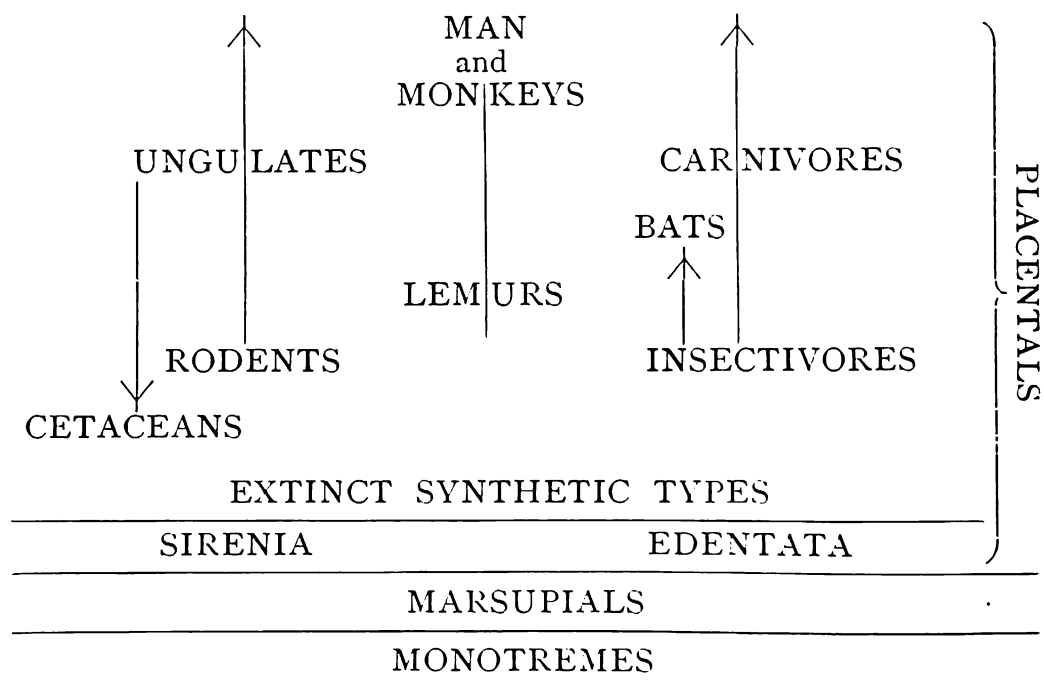 MAN
and
MONKEYS
UNGULATES
CARNIVORES
BATS
LEMURS
RODENTS
INSECTIVORES
CETACEANS
EXTINCT SYNTHETIC TYPES
SIRENIA
EDENTATA
MARSUPIALS
MONOTREMES
PLACENTALS